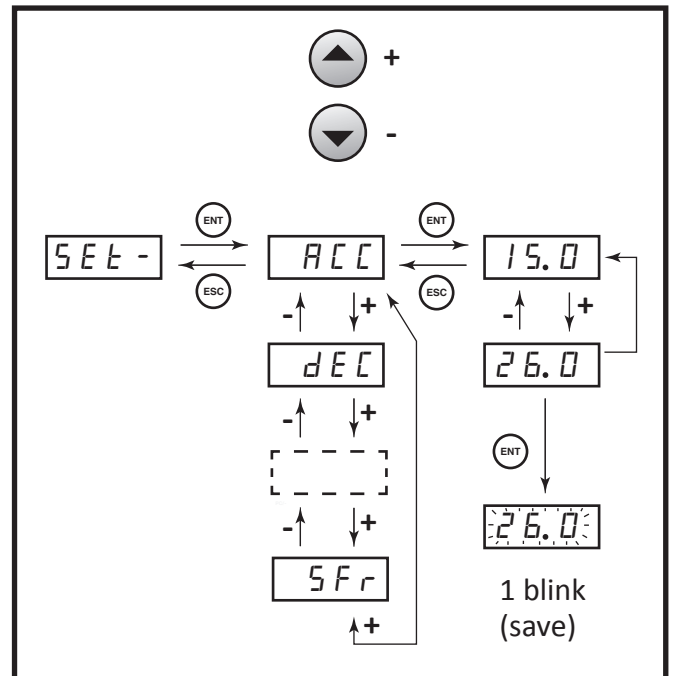 +
-
ENT ENT
SEt- ACC 15.0
ESC ESC
- + - +
dEC 26.0
- +
ENT
- + 26.0
SFr 1 blink
+ (save)